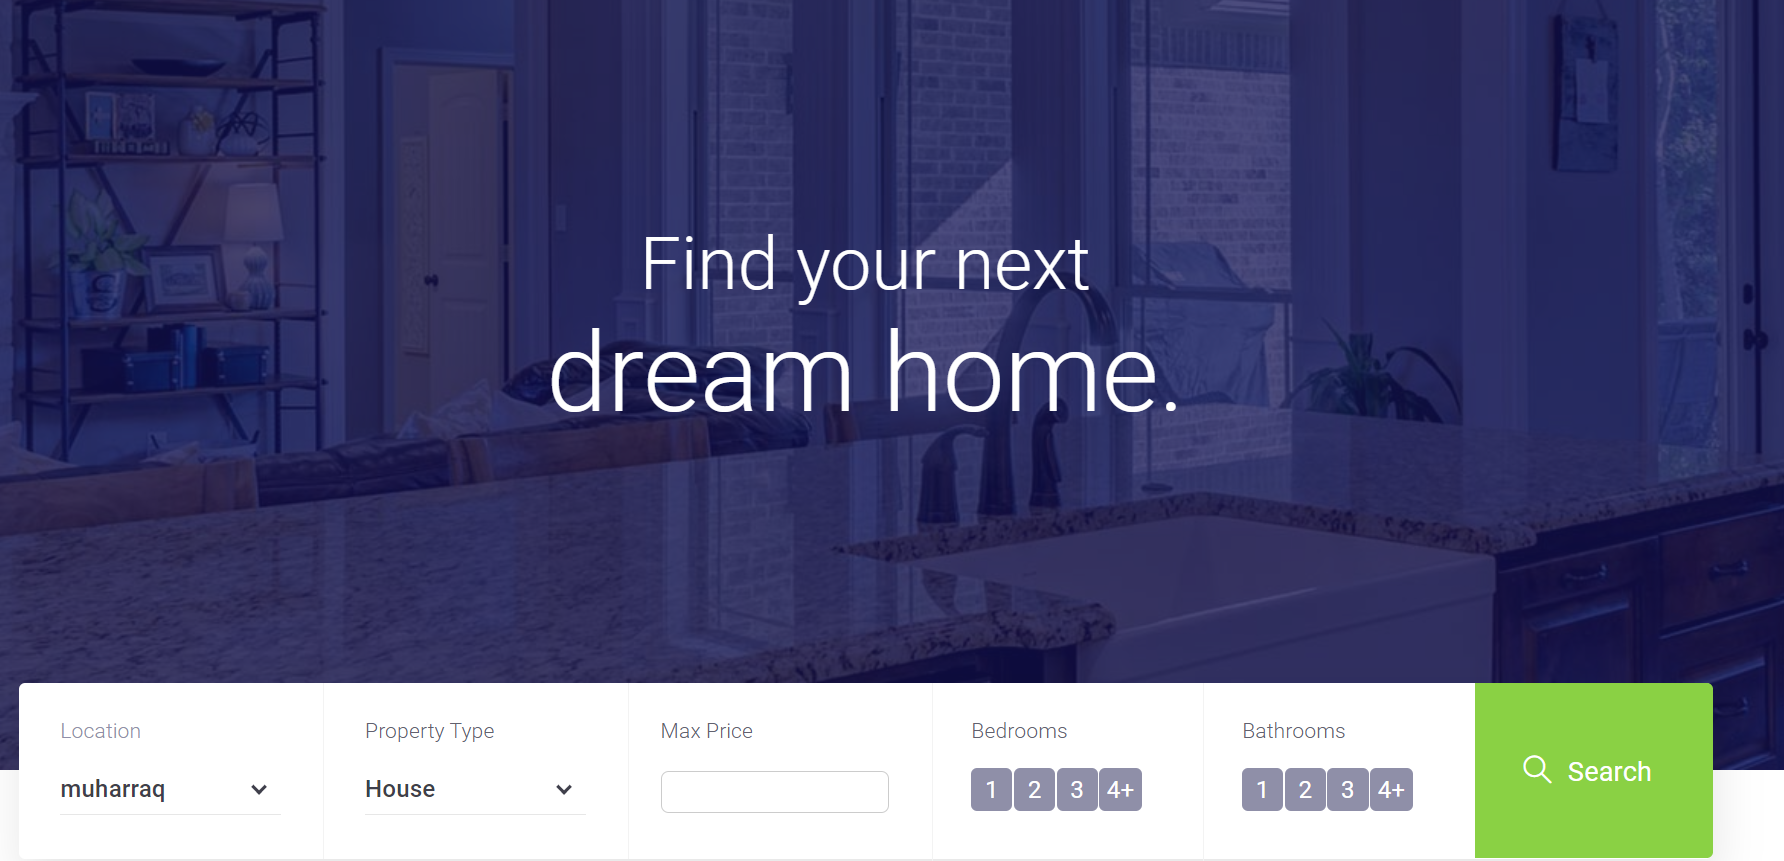 Find your next
dream home.
Location
muharraq
Property Type
House
Max Price
Bedrooms
1 2 3 4+
Bathrooms
1 2 3 4+
Search